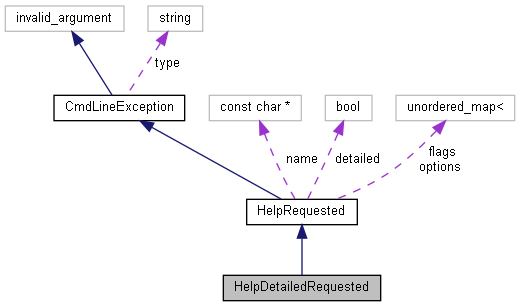 invalid_argument
string
type
CmdLineException
const char *
bool
unordered_map<
name
detailed
flags
options
HelpRequested
HelpDetailedRequested